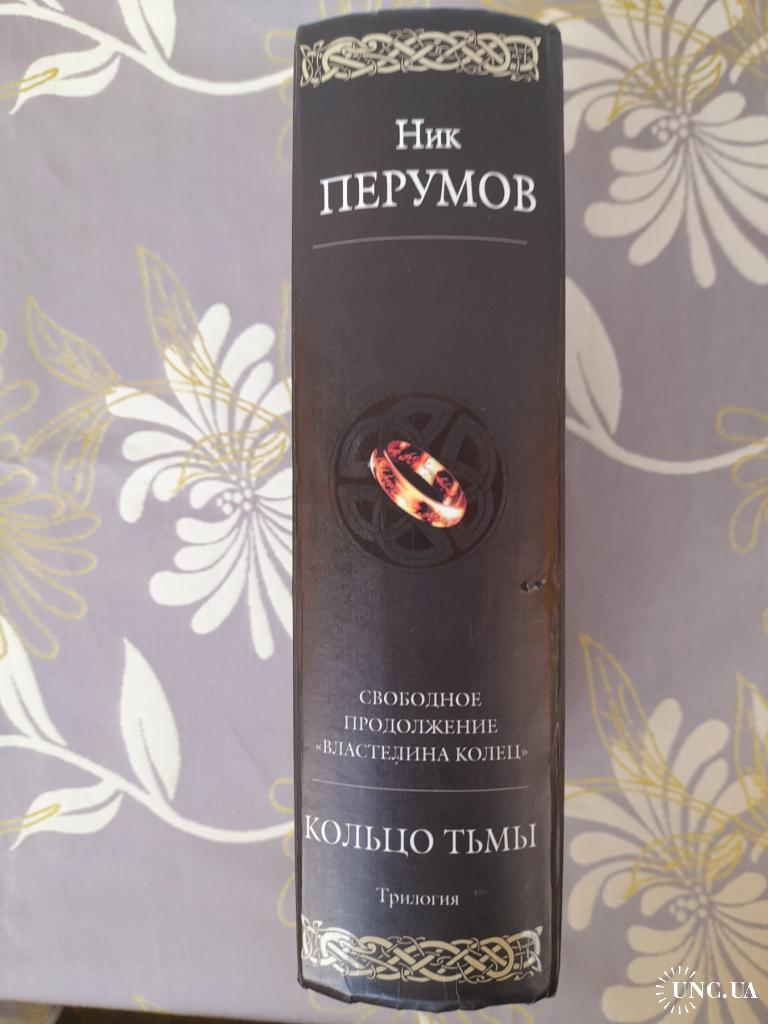 Ник
ПЕРУМОВ
СВОБОДНОЕ
ПРОДОЛЖЕНИЕ
«ВЛАСТЕЛИНА КОЛЕЦ»
КОЛЬЦО ТЬМЫ
Трилогия
UNC.UA